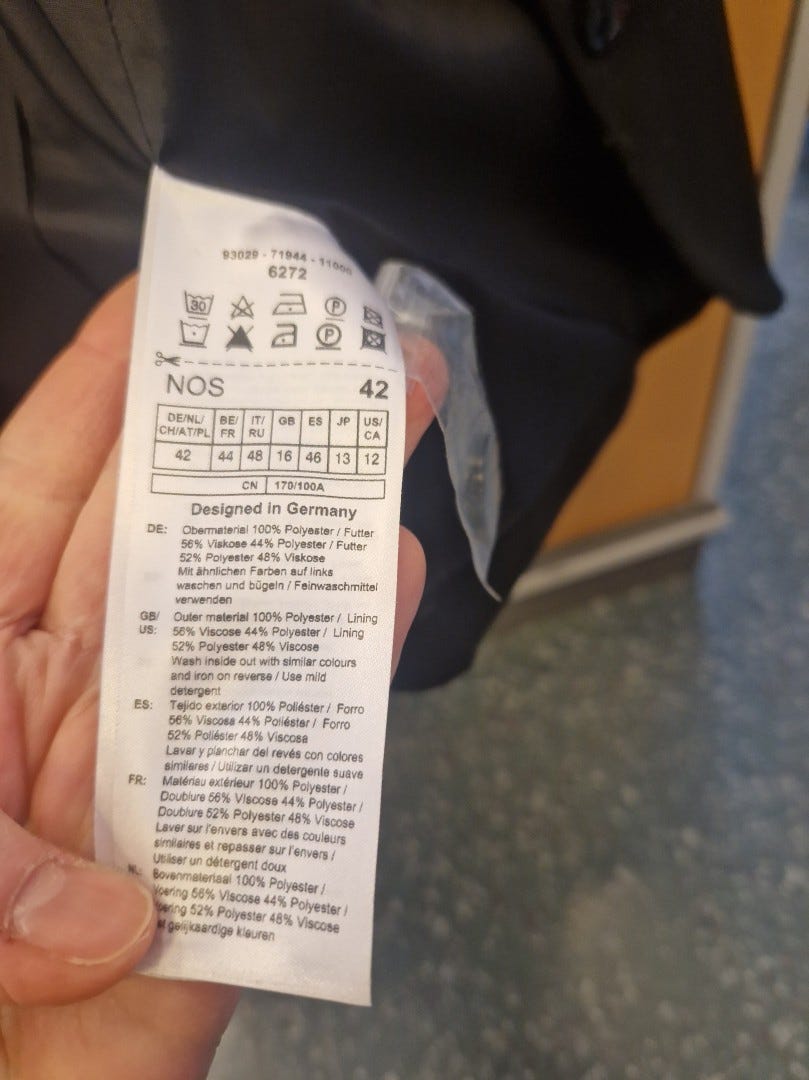 93029 - 71944 - 11000
6272
30 P
P
NOS 42
DE/NL/ BE/ IT/ GB ES JP US/
CH/AT/PL FR RU CA
42 44 48 16 46 13 12
CN 170/100A
Designed in Germany
DE: Obermaterial 100% Polyester / Futter
56% Viskose 44% Polyester / Futter
52% Polyester 48% Viskose
Mit ähnlichen Farben auf links
waschen und bügeln / Feinwaschmittel
verwenden
GB/ Outer material 100% Polyester / Lining
US: 56% Viscose 44% Polyester / Lining
52% Polyester 48% Viscose
Wash inside out with similar colours
and iron on reverse / Use mild
detergent
ES: Tejido exterior 100% Poliéster / Forro
56% Viscosa 44% Poliéster / Forro
52% Poliéster 48% Viscosa
Lavar y planchar del revés con colores
similares / Utilizar un detergente suave
FR: Matériau extérieur 100% Polyester /
Doublure 56% Viscose 44% Polyester /
Doublure 52% Polyester 48% Viscose
Laver sur l'envers avec des couleurs
similaires et repasser sur l'envers /
Utiliser un détergent doux
NL: Bovenmateriaal 100% Polyester /
Voering 56% Viscose 44% Polyester /
Voering 52% Polyester 48% Viscose
gelijkaardige kleuren